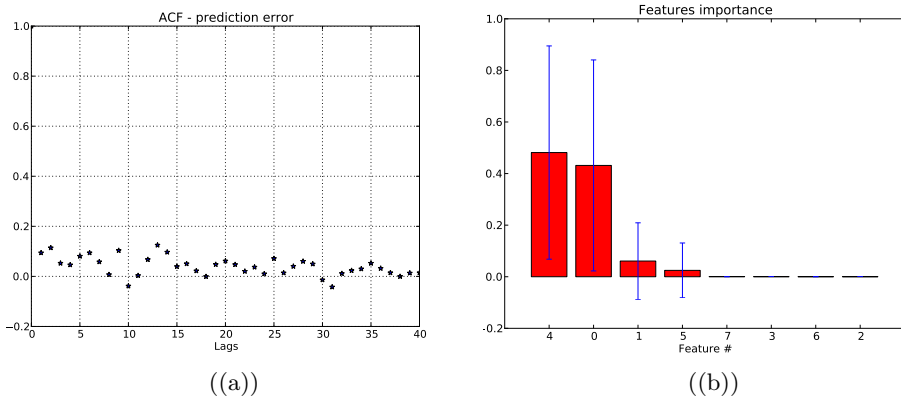 ACF - prediction error
1.0
0.8
0.6
0.4
0.2
0.0
−0.2
0 5 10 15 20 25 30 35 40
Lags
((a))
Features importance
1.0
0.8
0.6
0.4
0.2
0.0
-0.2
4 0 1 5 7 3 6 2
Feature #
((b))